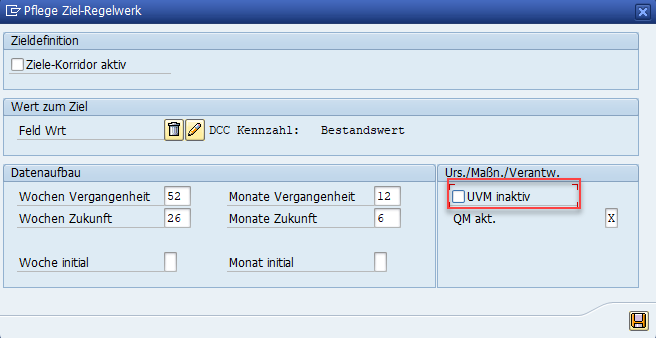 Pflege Ziel-Regelwerk
Zieldefinition
Ziele-Korridor aktiv
Wert zum Ziel
Feld Wrt DCC Kennzahl: Bestandswert
Datenaufbau
Wochen Vergangenheit 52 Monate Vergangenheit 12
Wochen Zukunft 26 Monate Zukunft 6
Woche initial Monat initial
Urs./Maßn./Verantw.
UVM inaktiv
QM akt. X